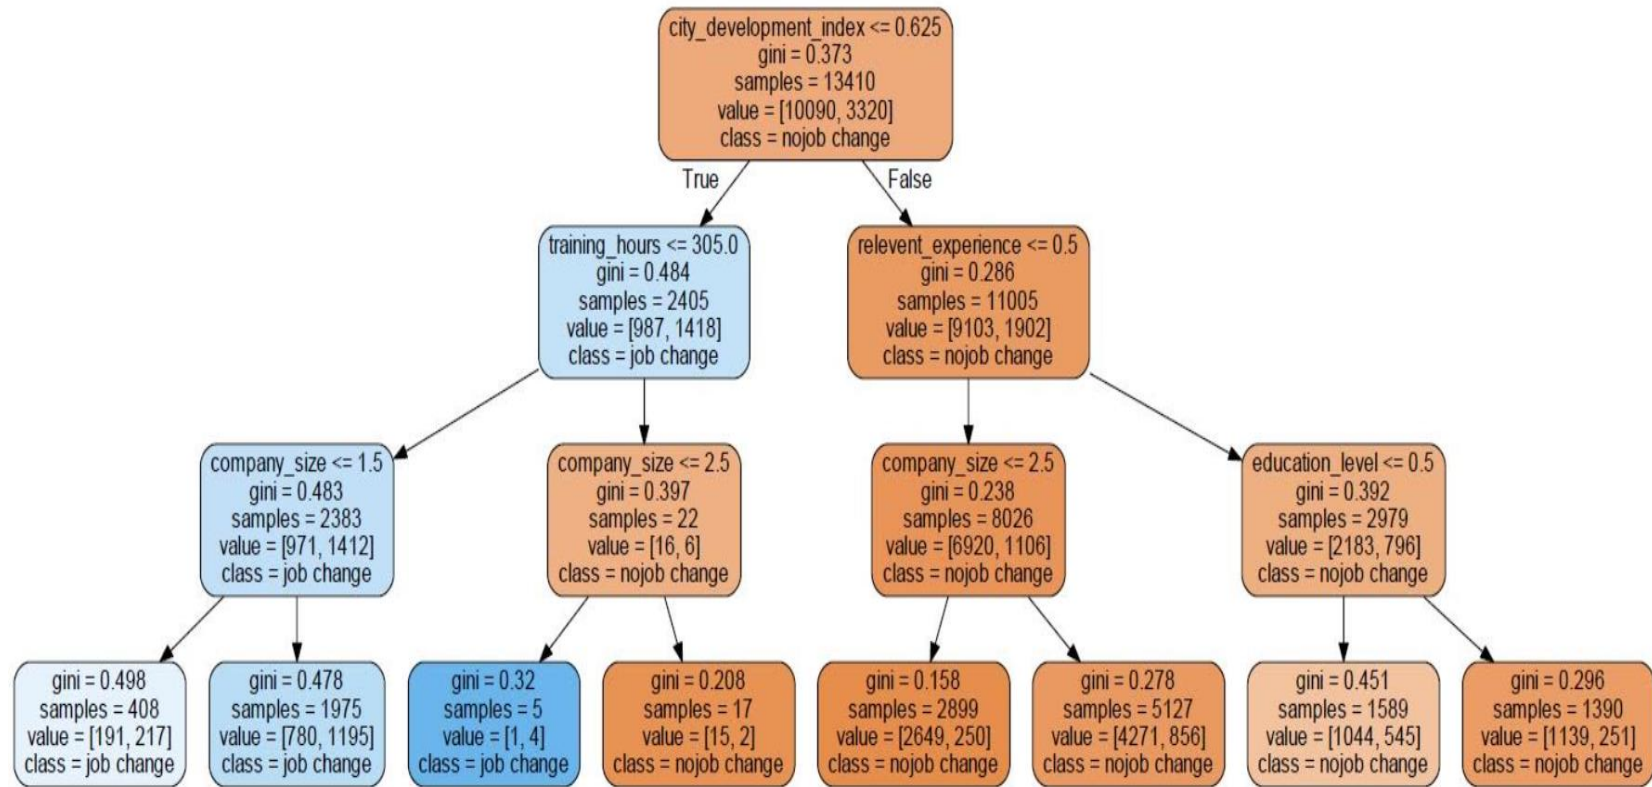 city_development_index <= 0.625
gini = 0.373
samples = 13410
value = [10090, 3320]
class = nojob change
True
False
training_hours <= 305.0
gini = 0.484
samples = 2405
value = [987, 1418]
class = job change
relevent_experience <= 0.5
gini = 0.286
samples = 11005
value = [9103, 1902]
class = nojob change
company_size <= 1.5
gini = 0.483
samples = 2383
value = [971, 1412]
class = job change
company_size <= 2.5
gini = 0.397
samples = 22
value = [16, 6]
class = nojob change
company_size <= 2.5
gini = 0.238
samples = 8026
value = [6920, 1106]
class = nojob change
education_level <= 0.5
gini = 0.392
samples = 2979
value = [2183, 796]
class = nojob change
gini = 0.498
samples = 408
value = [191, 217]
class = job change
gini = 0.478
samples = 1975
value = [780, 1195]
class = job change
gini = 0.32
samples = 5
value = [1, 4]
class = job change
gini = 0.208
samples = 17
value = [15, 2]
class = nojob change
gini = 0.158
samples = 2899
value = [2649, 250]
class = nojob change
gini = 0.278
samples = 5127
value = [4271, 856]
class = nojob change
gini = 0.451
samples = 1589
value = [1044, 545]
class = nojob change
gini = 0.296
samples = 1390
value = [1139, 251]
class = nojob change